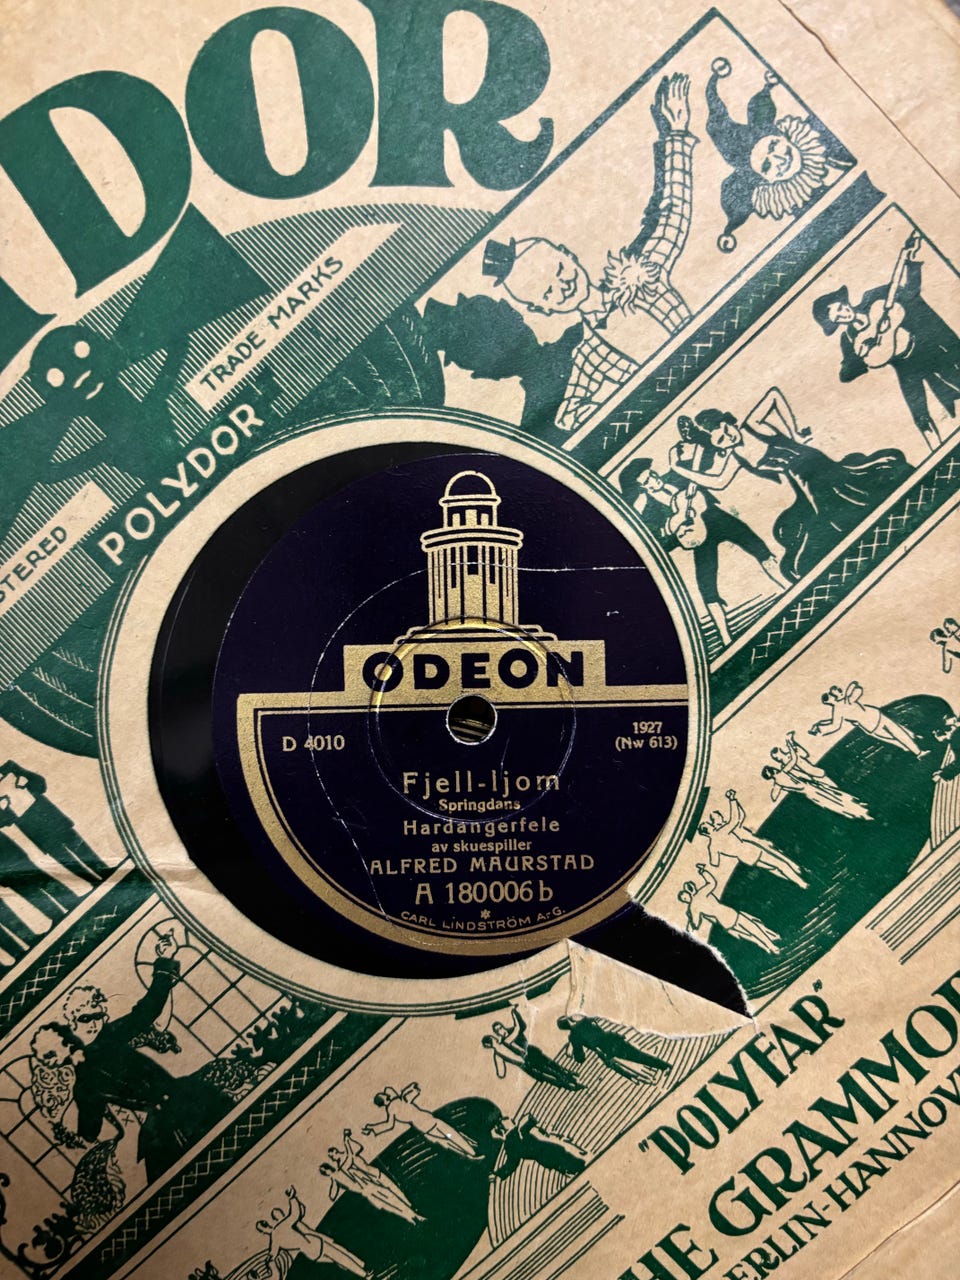 DOR
TRADE MARKS
STERED
POLYDOR
ODEON
D 4010
1927
(Nw 613)
Fjell-ljom
Springdans
Hardangerfele
av skuespiller
ALFRED MAURSTAD
A 180006 b
CARL LINDSTRÖM A.-G.
"POLYFAR"
HE GRAMMO
ERLIN-HANNOV